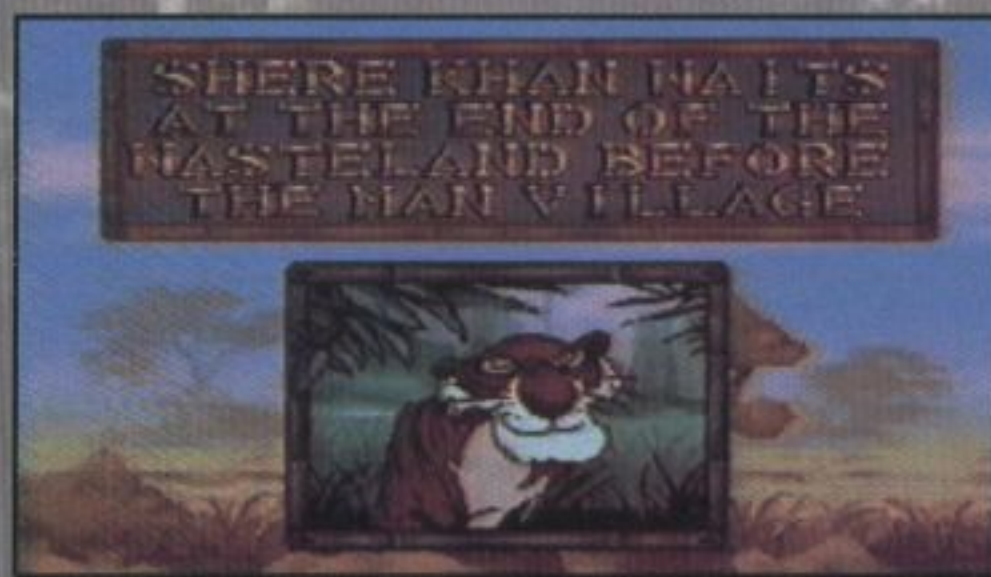 SHERE KHAN WAITS
AT THE END OF THE
WASTELAND BEFORE
THE MAN VILLAGE